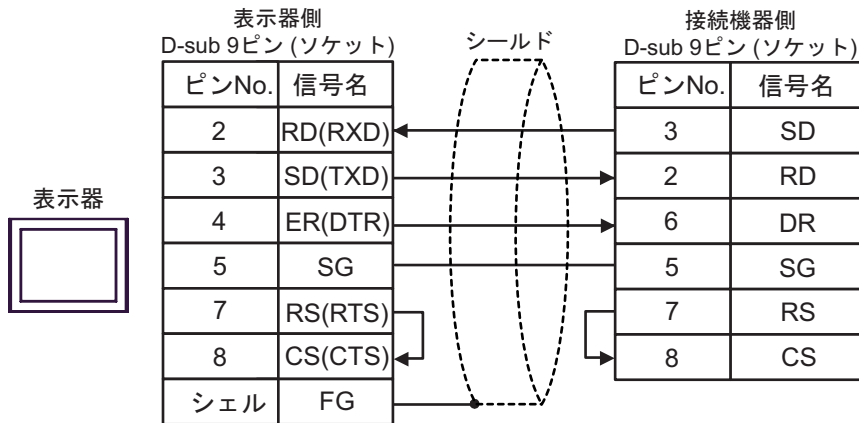 表示器側
D-sub 9ピン (ソケット)
シールド
接続機器側
D-sub 9ピン (ソケット)
ピンNo. 信号名
2 RD(RXD)
3 SD(TXD)
4 ER(DTR)
5 SG
7 RS(RTS)
8 CS(CTS)
シェル FG
表示器
ピンNo. 信号名
3 SD
2 RD
6 DR
5 SG
7 RS
8 CS